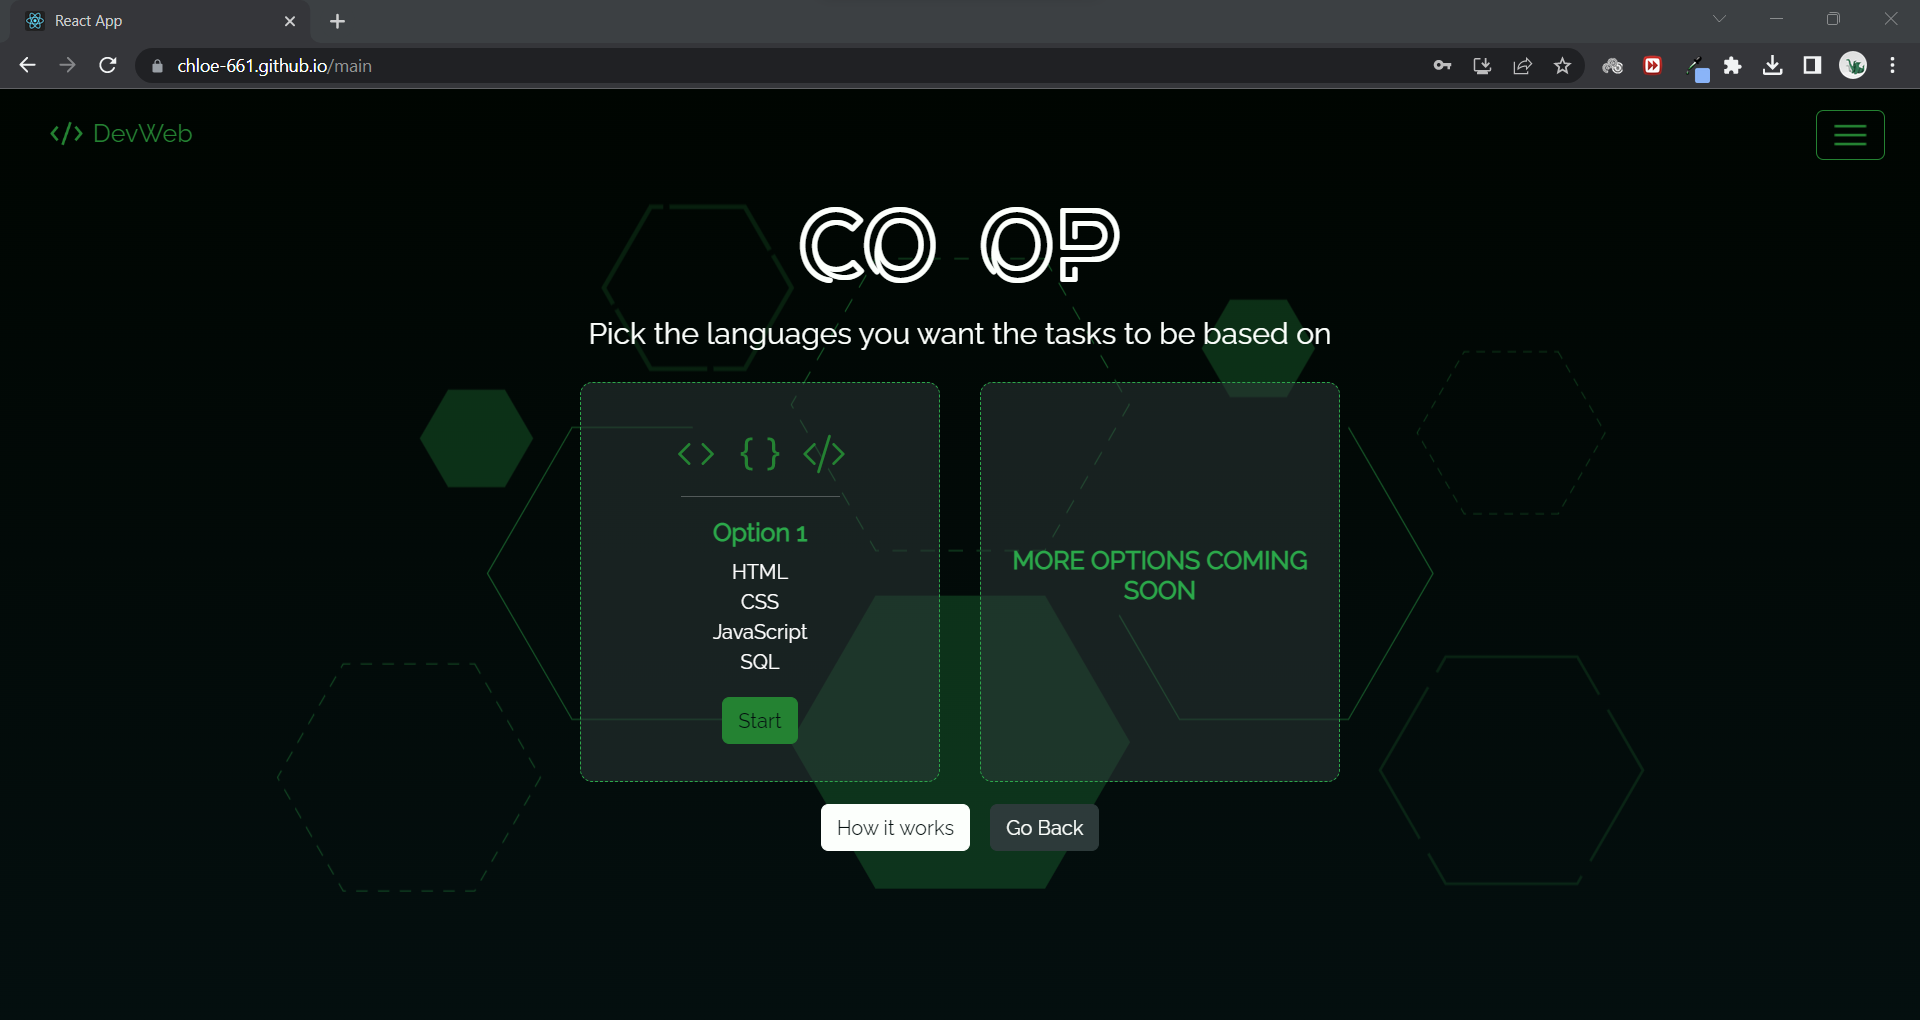 React App
chloe-661.github.io/main
</> DevWeb
CO OP
Pick the languages you want the tasks to be based on
< > { } </>
Option 1
HTML
CSS
JavaScript
SQL
Start
MORE OPTIONS COMING
SOON
How it works
Go Back